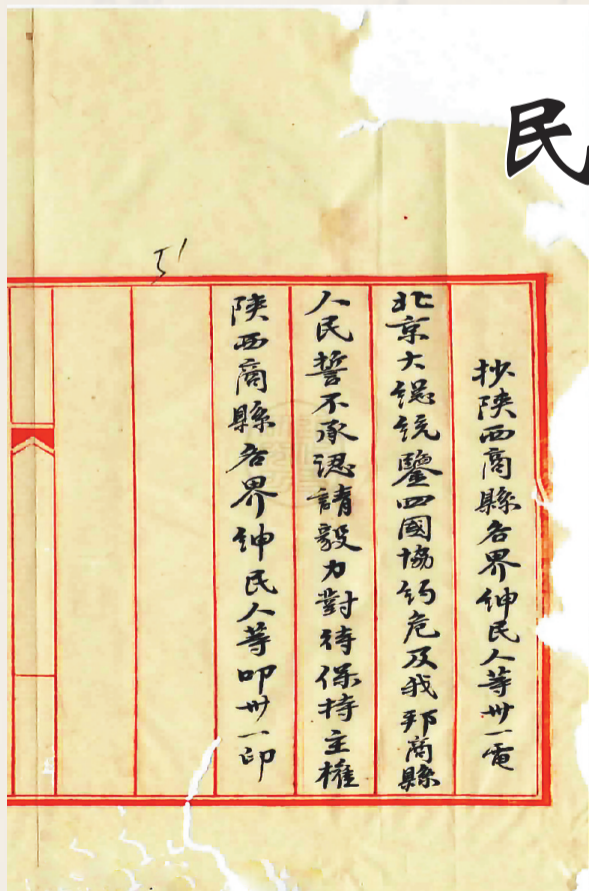 民
抄陝西商縣各界紳民人等卅一電
北京大總統鑒四國協約危及我邦商縣
人民誓不承認請毅力對待保持主權
陝西商縣各界紳民人等叩卅一印